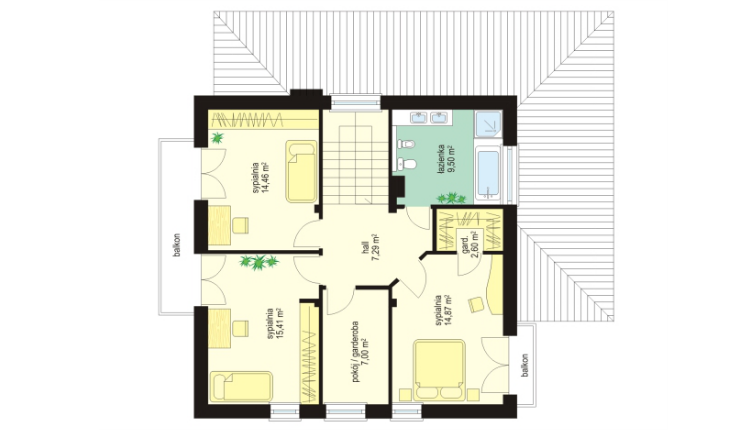 sypialnia
14,46 m²
łazienka
9,50 m²
balkon
hall
7,29 m²
gard.
2,60 m²
sypialnia
15,41 m²
pokój / garderoba
7,00 m²
sypialnia
14,87 m²
balkon